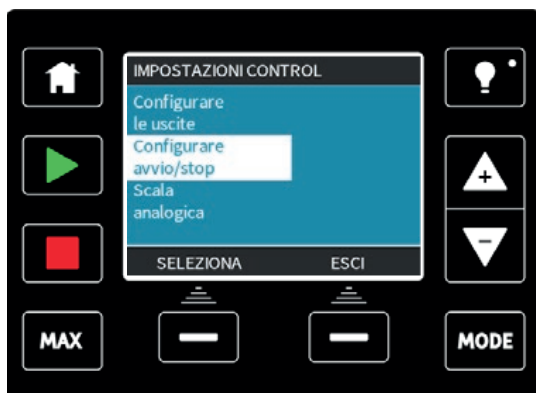 IMPOSTAZIONI CONTROL
Configurare
le uscite
Configurare
avvio/stop
Scala
analogica
SELEZIONA ESCI
+
-
MAX
MODE